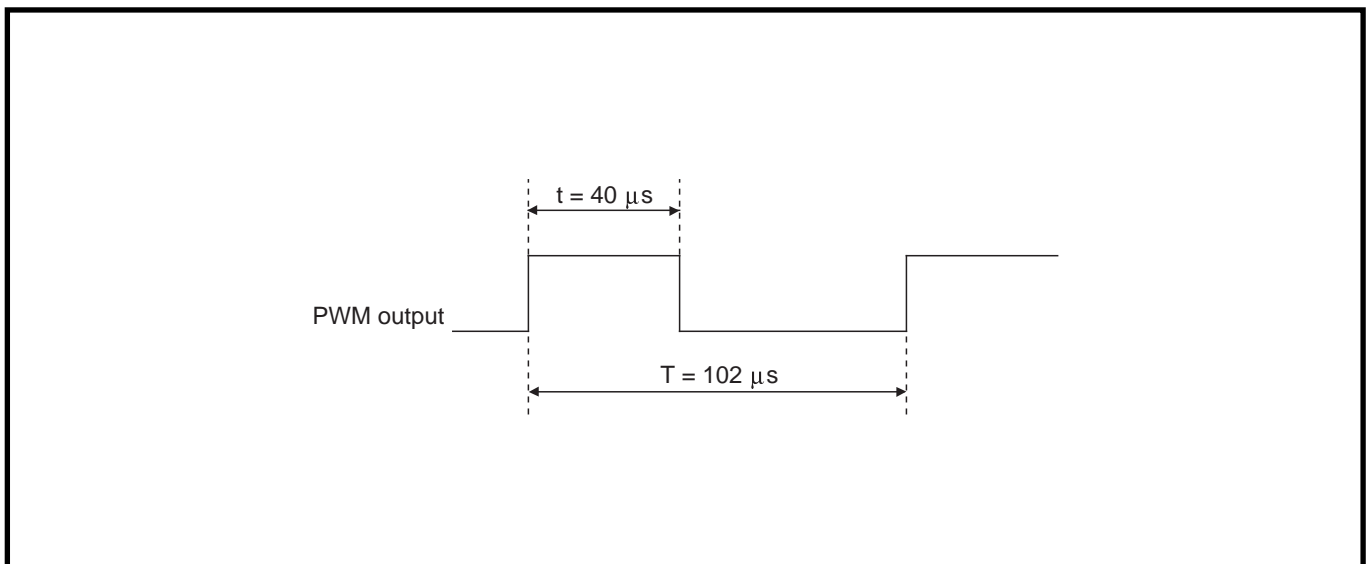 t = 40 μs
PWM output
T = 102 μs